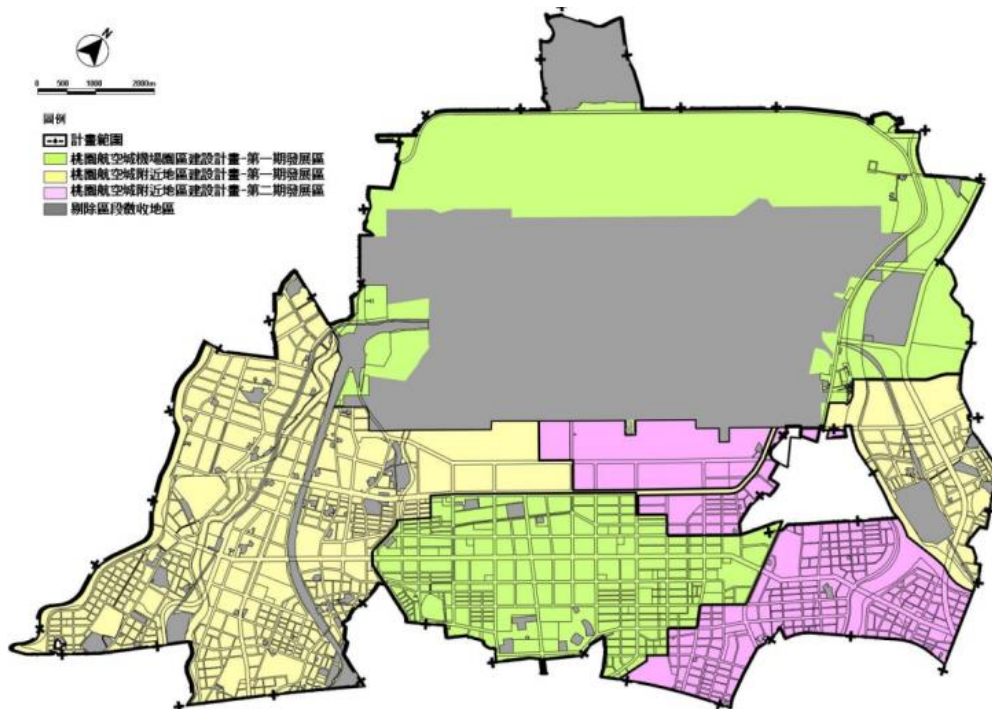 N
0 500 1000 2000m
圖例
計畫範圍
桃園航空城機場園區建設計畫-第一期發展區
桃園航空城附近地區建設計畫-第一期發展區
桃園航空城附近地區建設計畫-第二期發展區
剔除區段徵收地區